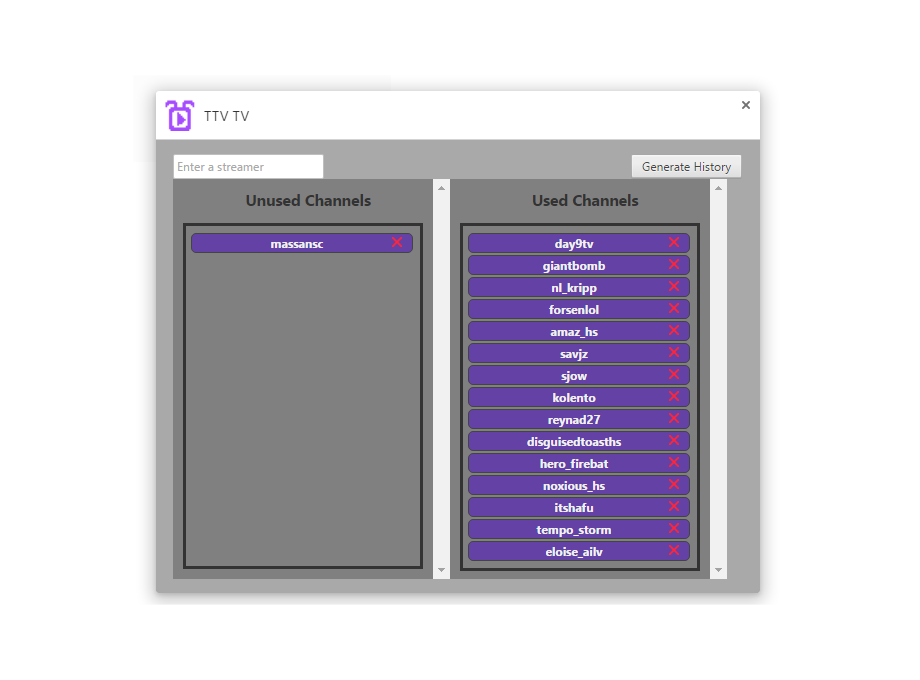 TTV TV
Enter a streamer
Generate History
Unused Channels
massansc
Used Channels
day9tv
giantbomb
nl_kripp
forsenlol
amaz_hs
savjz
sjow
kolento
reynad27
disguisedtoasths
hero_firebat
noxious_hs
itshafu
tempo_storm
eloise_ailv